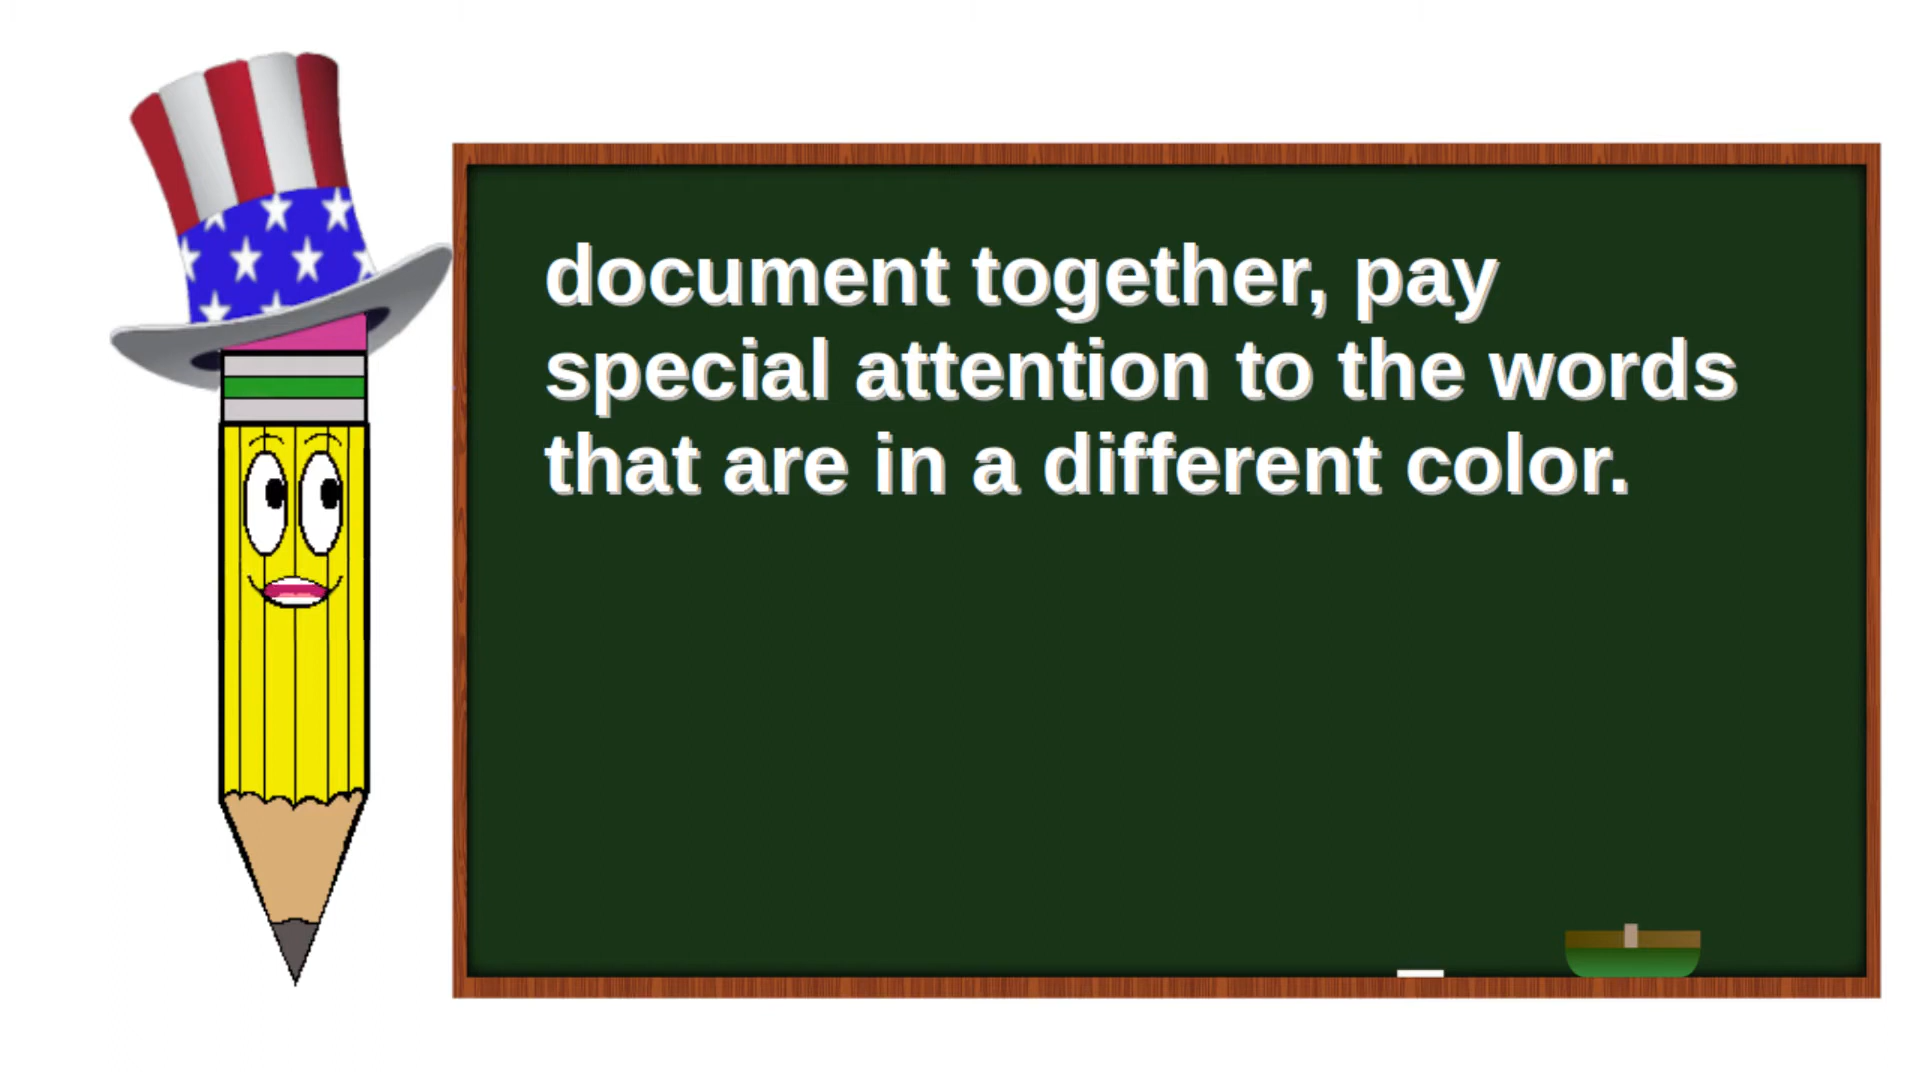 document together, pay
special attention to the words
that are in a different color.